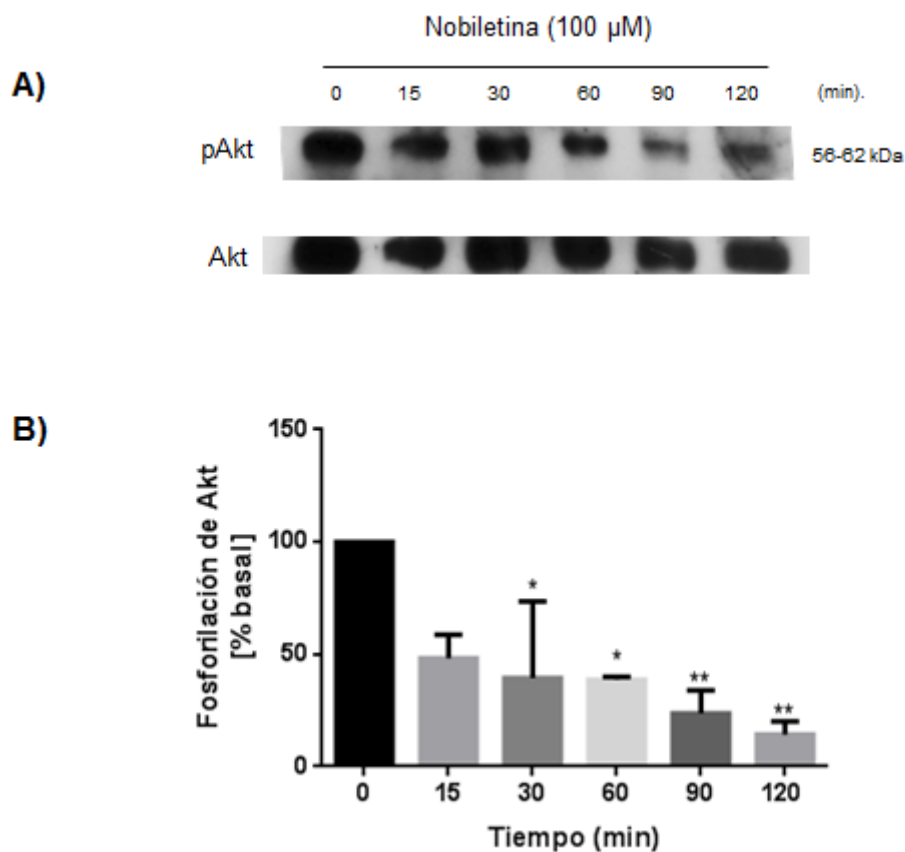 Nobiletina (100 µM)
A)
0 15 30 60 90 120 (min).
pAkt
56-62 kDa
Akt
B)
Fosforilación de Akt
[% basal]
150
100
50
0
*
*
**
**
0 15 30 60 90 120
Tiempo (min)